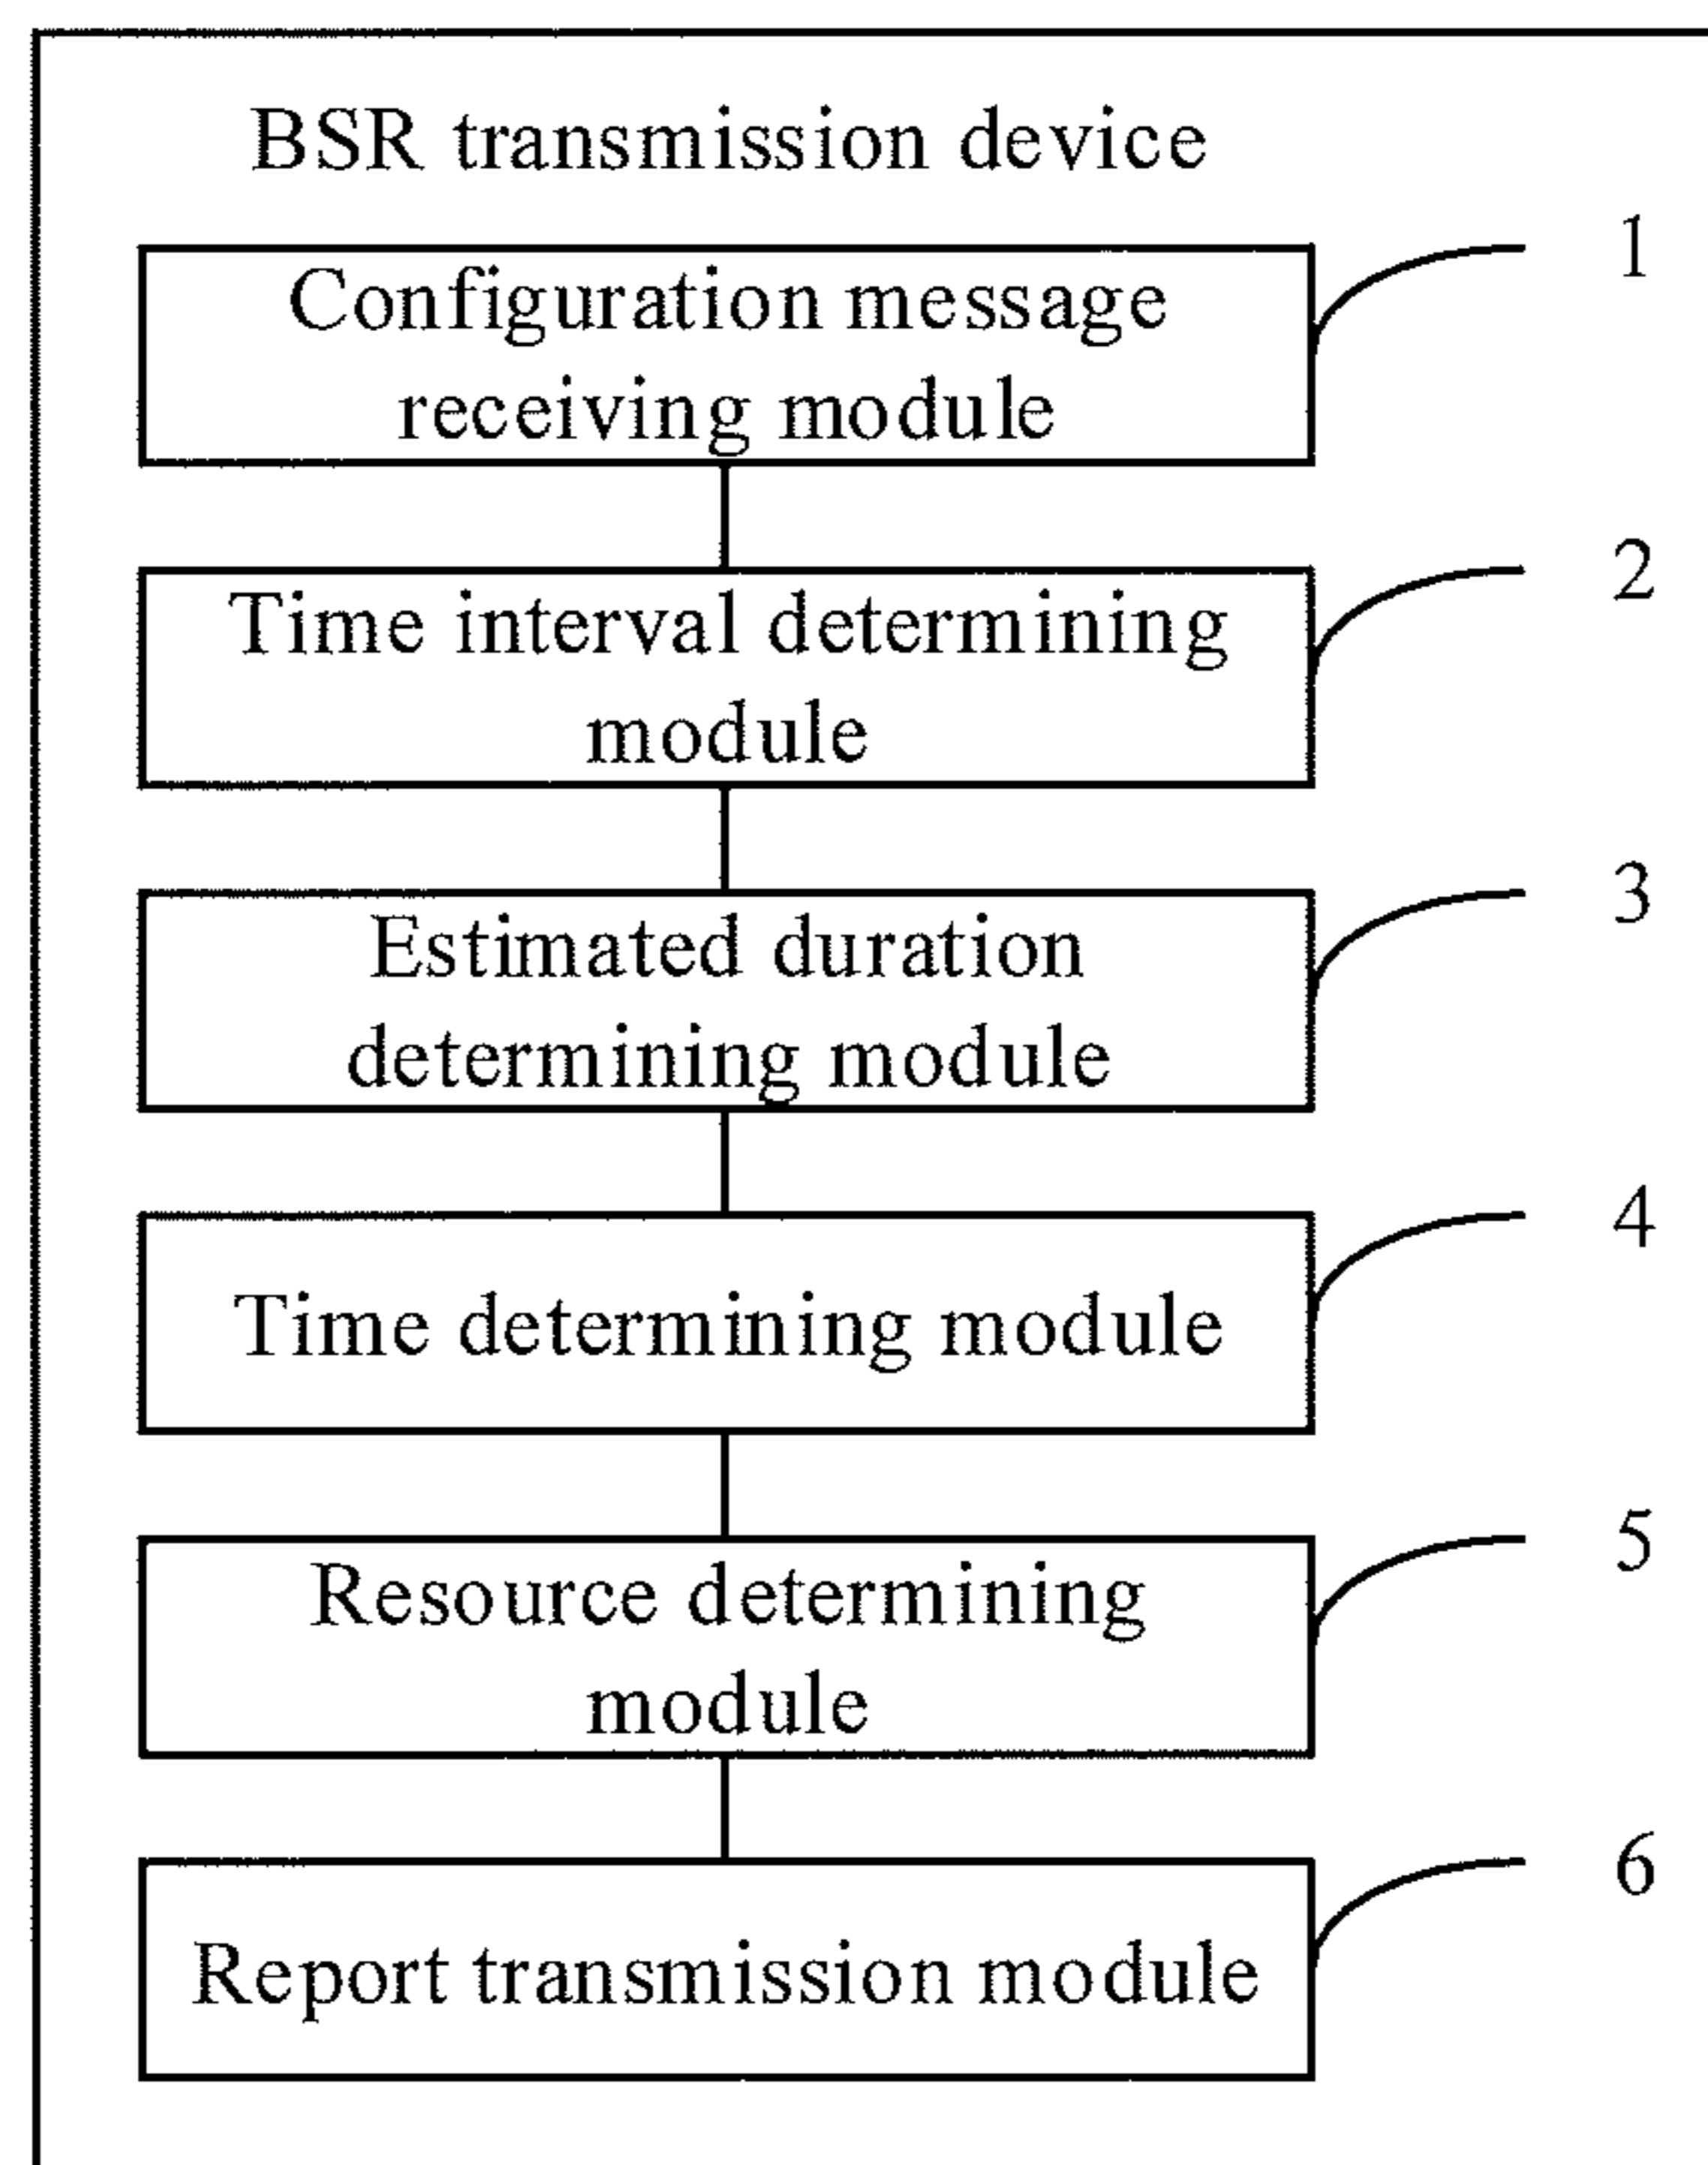 BSR transmission device
1
Configuration message
receiving module
2
Time interval determining
module
3
Estimated duration
determining module
4
Time determining module
5
Resource determining
module
6
Report transmission module